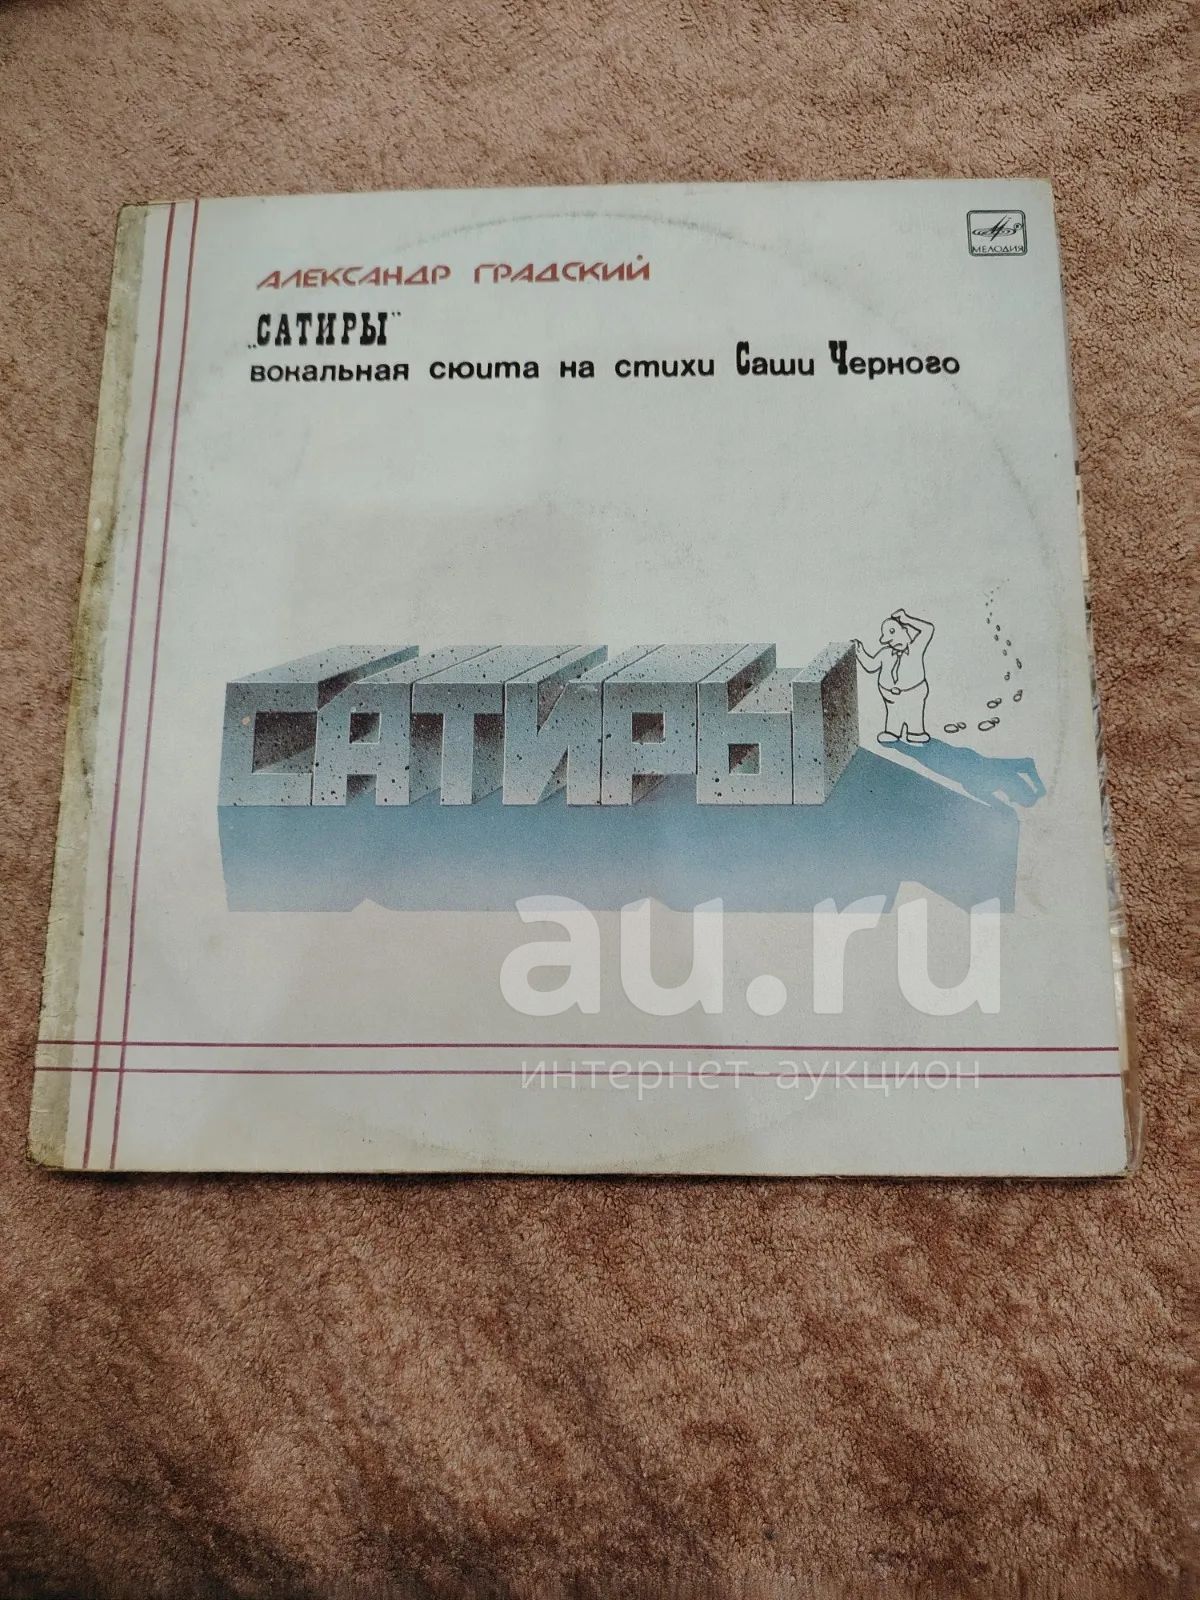 МЕЛОДИЯ
АЛЕКСАНДР ГРАДСКИЙ
„САТИРЫ“
вокальная сюита на стихи Саши Черного
САТИРЫ
au.ru
интернет-аукцион